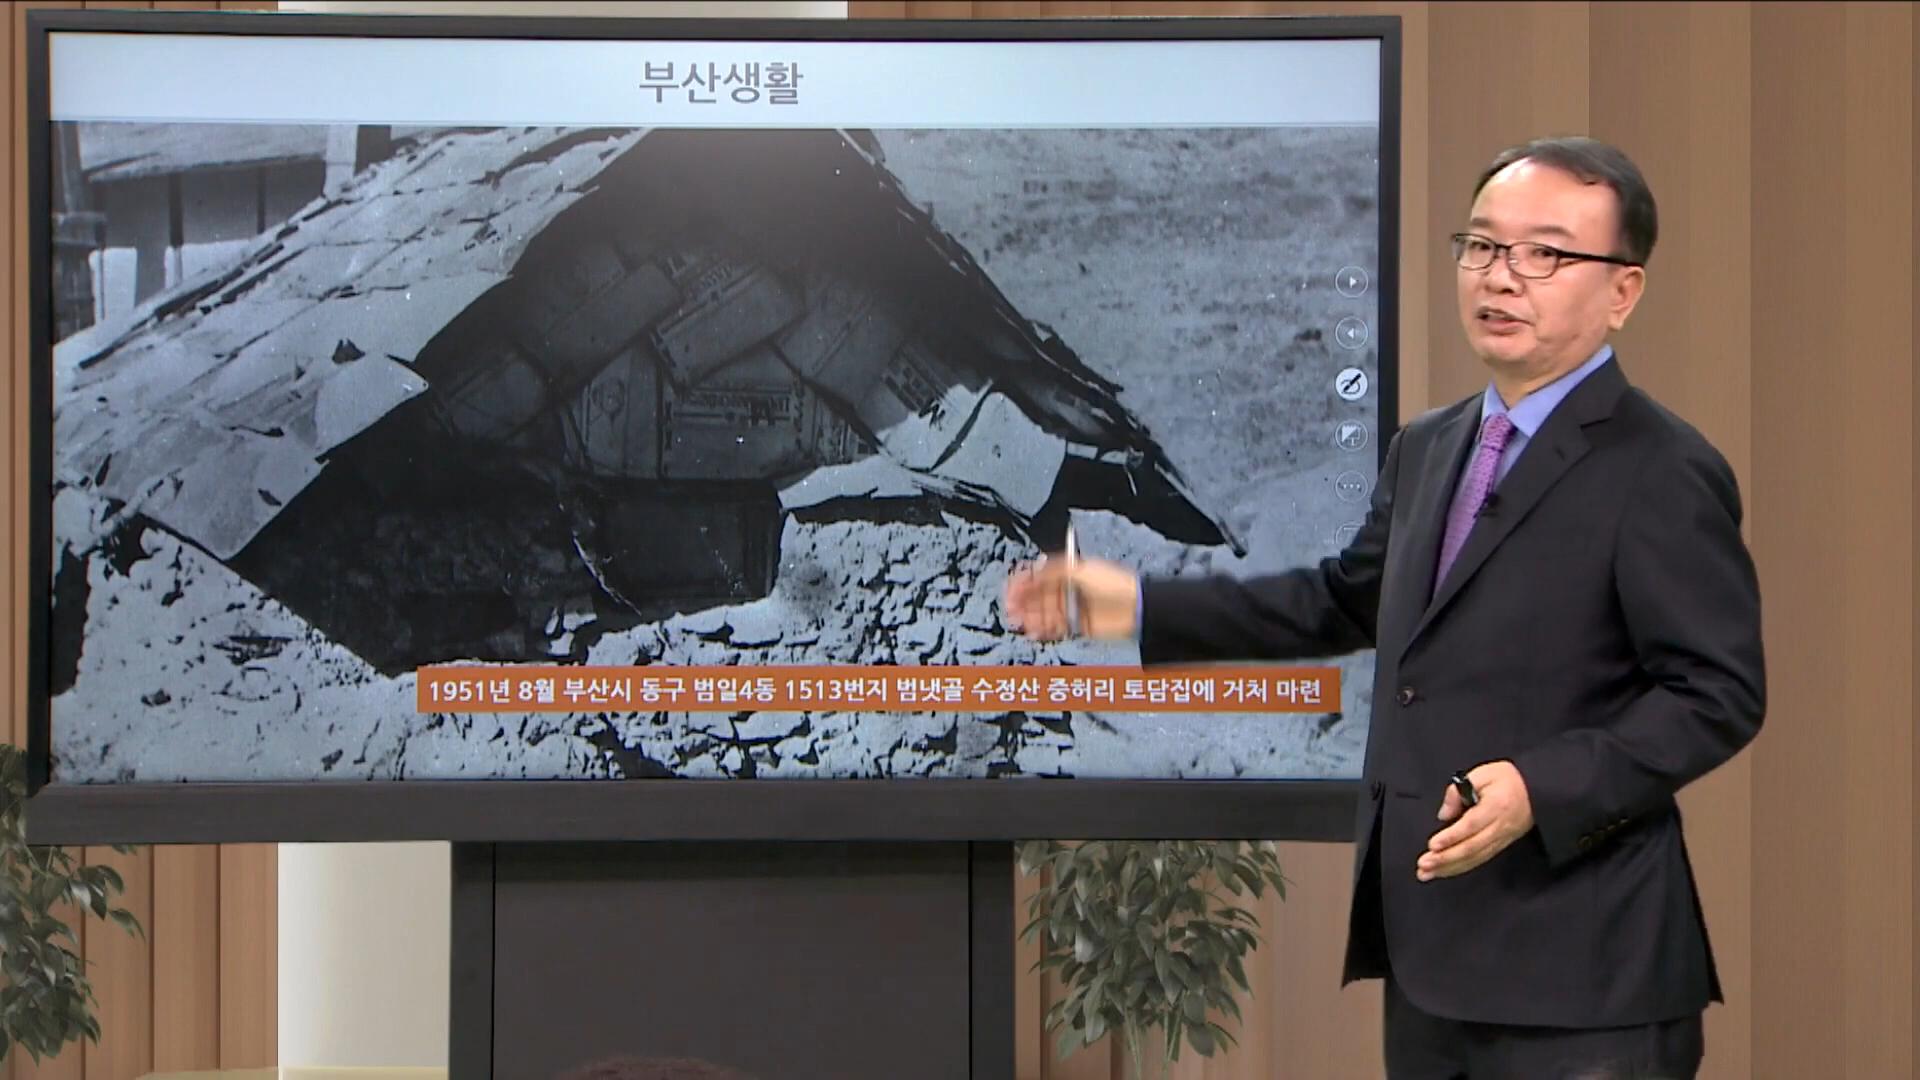 부산생활
1951년 8월 부산시 동구 범일4동 1513번지 범냇골 수정산 중허리 토담집에 거처 마련